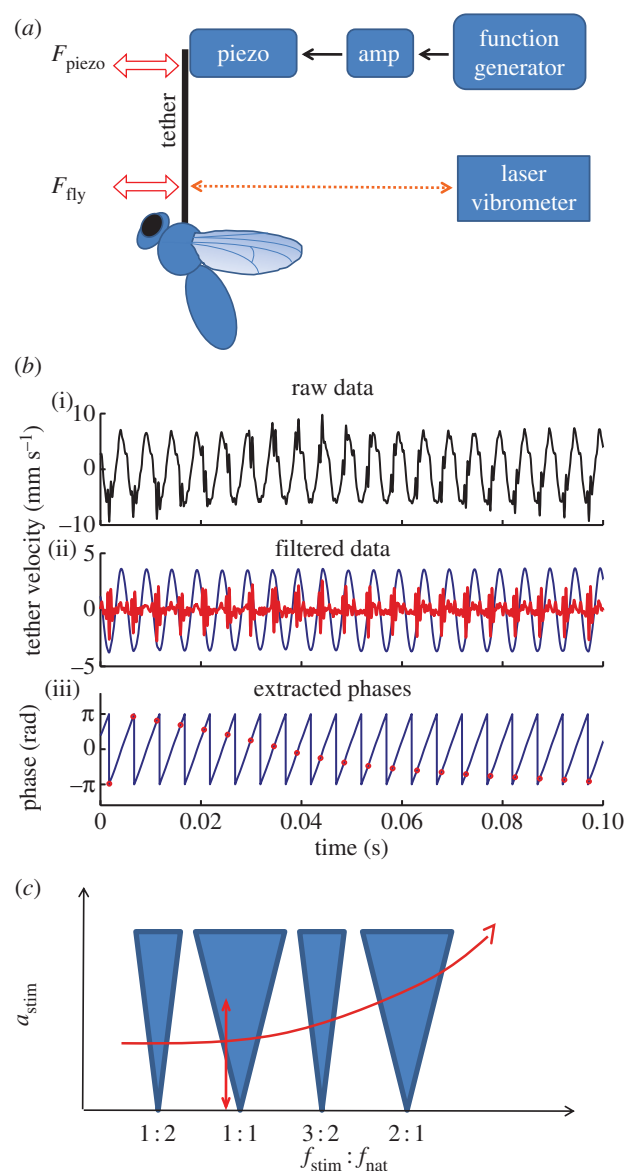 (a)
F_piezo
piezo
amp
function
generator
tether
F_fly
laser
vibrometer
(b)
raw data
(i)
10
0
−10
tether velocity (mm s⁻¹)
filtered data
(ii)
5
0
−5
extracted phases
(iii)
π
0
−π
phase (rad)
0
0.02
0.04
0.06
0.08
0.10
time (s)
(c)
a_stim
1:2
1:1
3:2
2:1
f_stim : f_nat